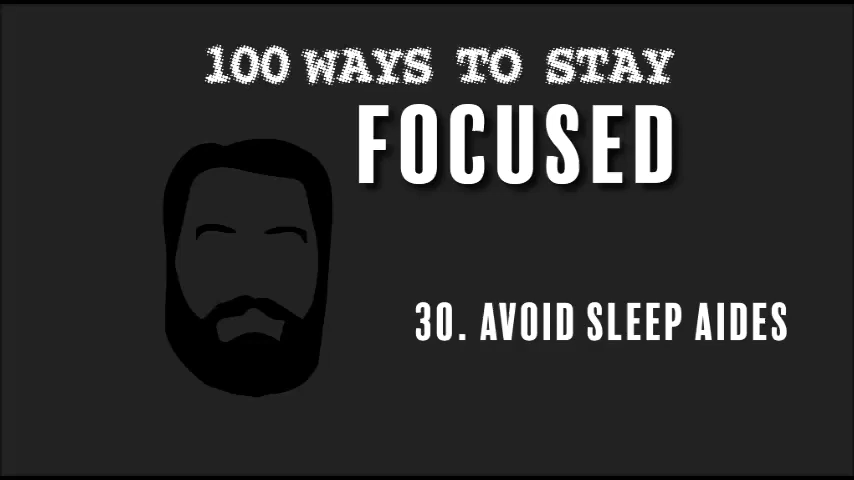 100 WAYS TO STAY
FOCUSED
30. AVOID SLEEP AIDES